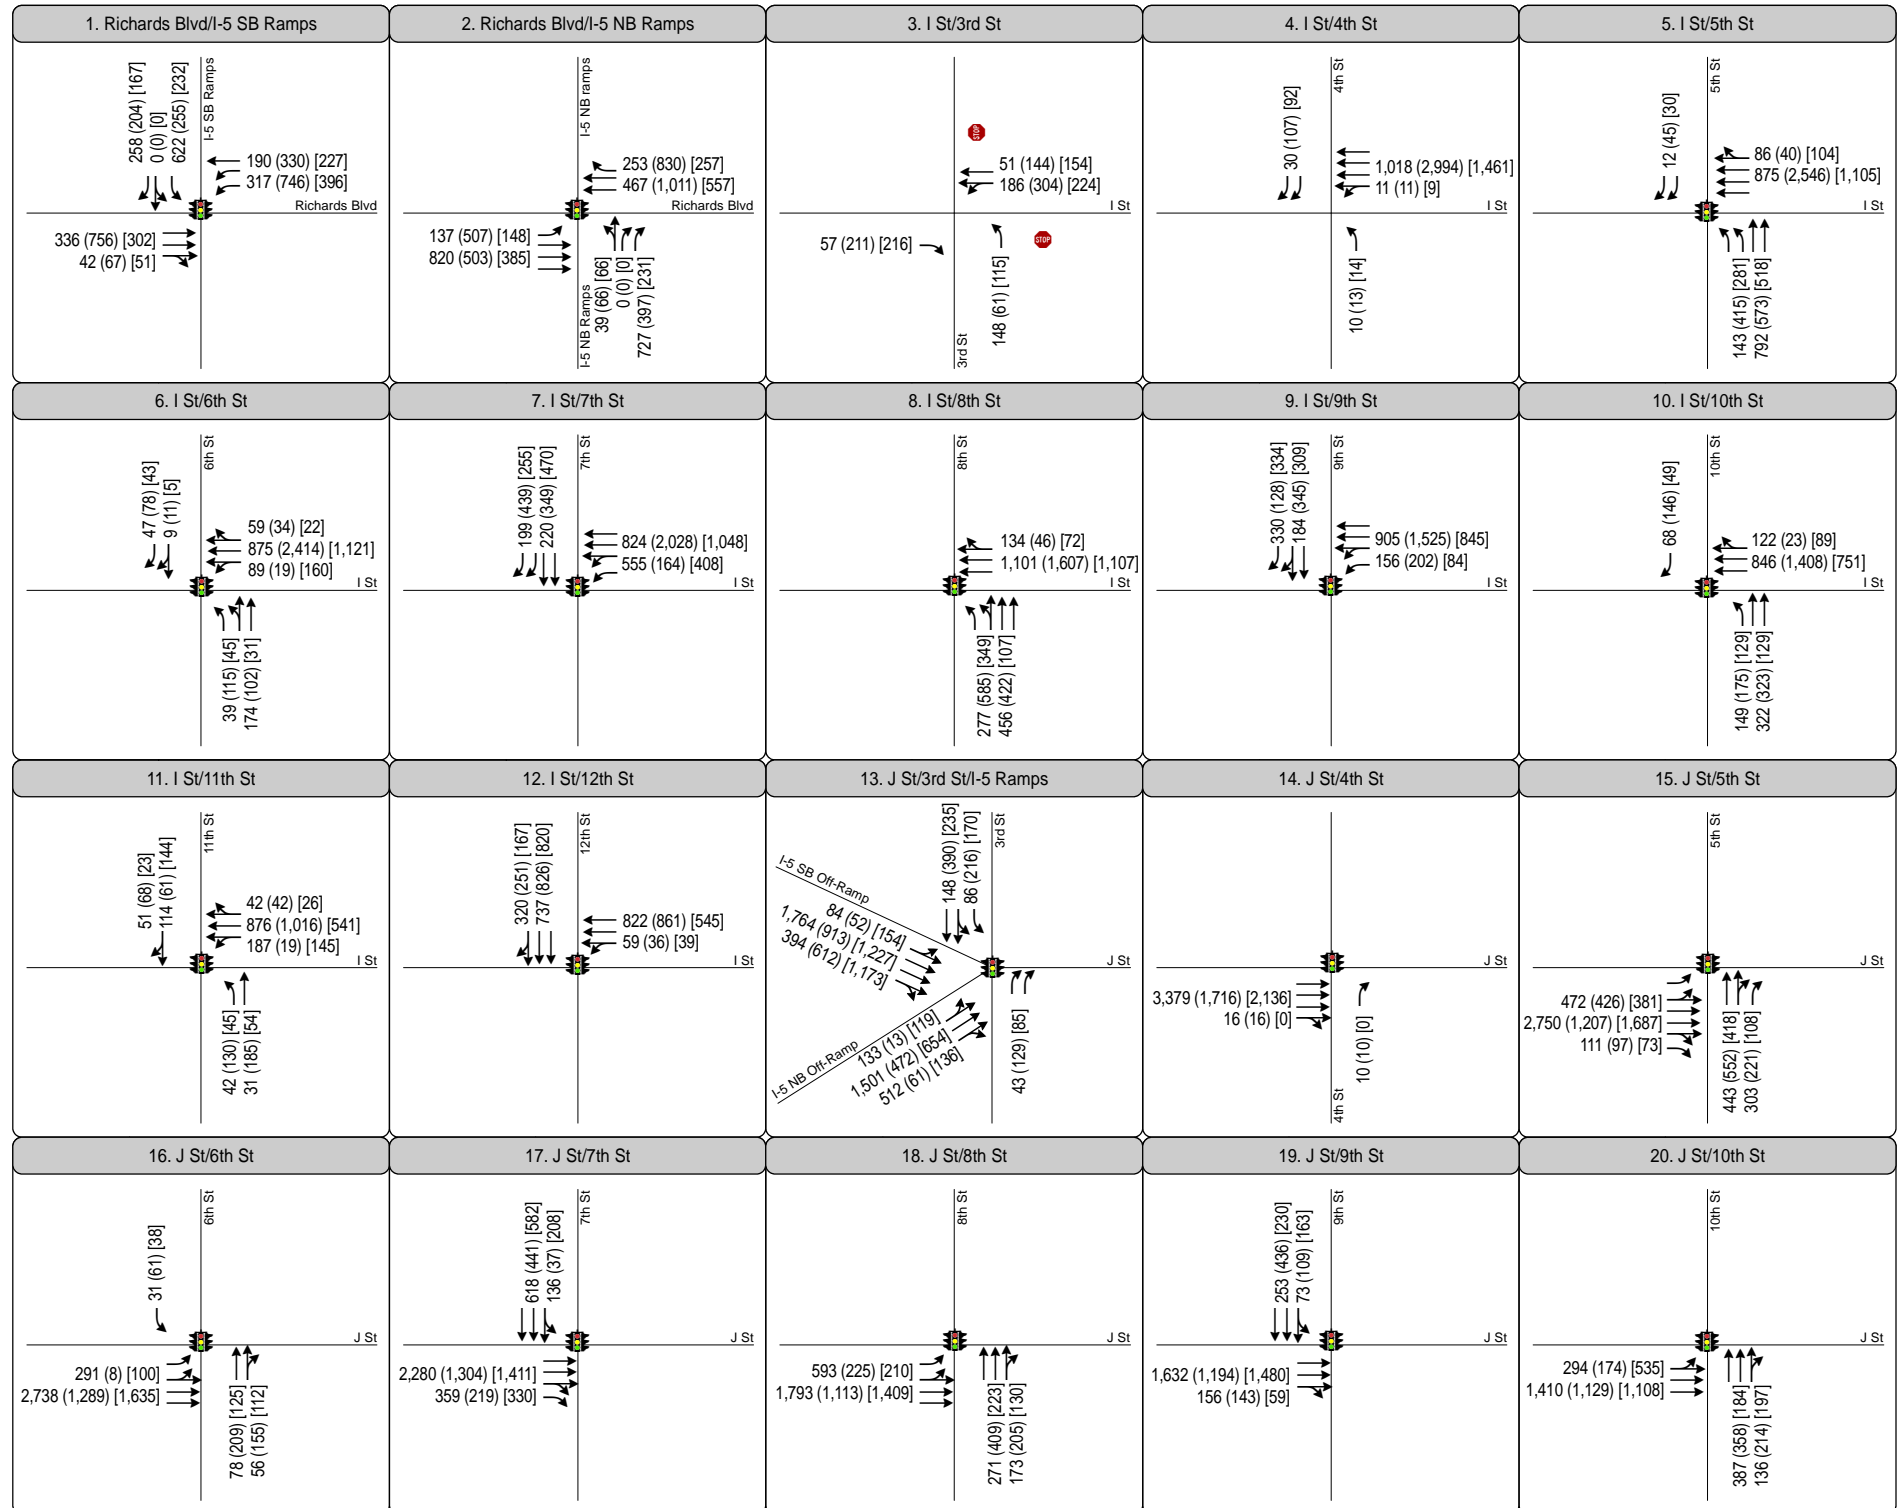 1. Richards Blvd/I-5 SB Ramps
258 (204) [167]
0 (0) [0]
622 (255) [232]
I-5 SB Ramps
190 (330) [227]
317 (746) [396]
Richards Blvd
336 (756) [302]
42 (67) [51]
2. Richards Blvd/I-5 NB Ramps
I-5 NB ramps
253 (830) [257]
467 (1,011) [557]
Richards Blvd
137 (507) [148]
820 (503) [385]
I-5 NB Ramps
39 (66) [66]
0 (0) [0]
727 (397) [231]
3. I St/3rd St
STOP
51 (144) [154]
186 (304) [224]
I St
57 (211) [216]
STOP
148 (61) [115]
3rd St
4. I St/4th St
30 (107) [92]
4th St
1,018 (2,994) [1,461]
11 (11) [9]
I St
10 (13) [14]
5. I St/5th St
12 (45) [30]
5th St
86 (40) [104]
875 (2,546) [1,105]
I St
143 (415) [281]
792 (573) [518]
6. I St/6th St
47 (78) [43]
9 (11) [5]
6th St
59 (34) [22]
875 (2,414) [1,121]
89 (19) [160]
I St
39 (115) [45]
174 (102) [31]
7. I St/7th St
199 (439) [255]
220 (349) [470]
7th St
824 (2,028) [1,048]
555 (164) [408]
I St
8. I St/8th St
8th St
134 (46) [72]
1,101 (1,607) [1,107]
I St
277 (585) [349]
456 (422) [107]
9. I St/9th St
330 (128) [334]
184 (345) [309]
9th St
905 (1,525) [845]
156 (202) [84]
I St
10. I St/10th St
68 (146) [49]
10th St
122 (23) [89]
846 (1,408) [751]
I St
149 (175) [129]
322 (323) [129]
11. I St/11th St
51 (68) [23]
114 (61) [144]
11th St
42 (42) [26]
876 (1,016) [541]
187 (19) [145]
I St
42 (130) [45]
31 (185) [54]
12. I St/12th St
320 (251) [167]
737 (826) [820]
12th St
822 (861) [545]
59 (36) [39]
I St
13. J St/3rd St/I-5 Ramps
148 (390) [235]
86 (216) [170]
3rd St
I-5 SB Off-Ramp
84 (52) [154]
1,764 (913) [1,227]
394 (612) [1,173]
J St
I-5 NB Off-Ramp
133 (13) [119]
1,501 (472) [654]
512 (61) [136]
43 (129) [85]
14. J St/4th St
J St
3,379 (1,716) [2,136]
16 (16) [0]
10 (10) [0]
4th St
15. J St/5th St
5th St
J St
472 (426) [381]
2,750 (1,207) [1,687]
111 (97) [73]
443 (552) [418]
303 (221) [108]
16. J St/6th St
31 (61) [38]
6th St
J St
291 (8) [100]
2,738 (1,289) [1,635]
78 (209) [125]
56 (155) [112]
17. J St/7th St
618 (441) [582]
136 (37) [208]
7th St
J St
2,280 (1,304) [1,411]
359 (219) [330]
18. J St/8th St
8th St
J St
593 (225) [210]
1,793 (1,113) [1,409]
271 (409) [223]
173 (205) [130]
19. J St/9th St
253 (436) [230]
73 (109) [163]
9th St
J St
1,632 (1,194) [1,480]
156 (143) [59]
20. J St/10th St
10th St
J St
294 (174) [535]
1,410 (1,129) [1,108]
387 (358) [184]
136 (214) [197]